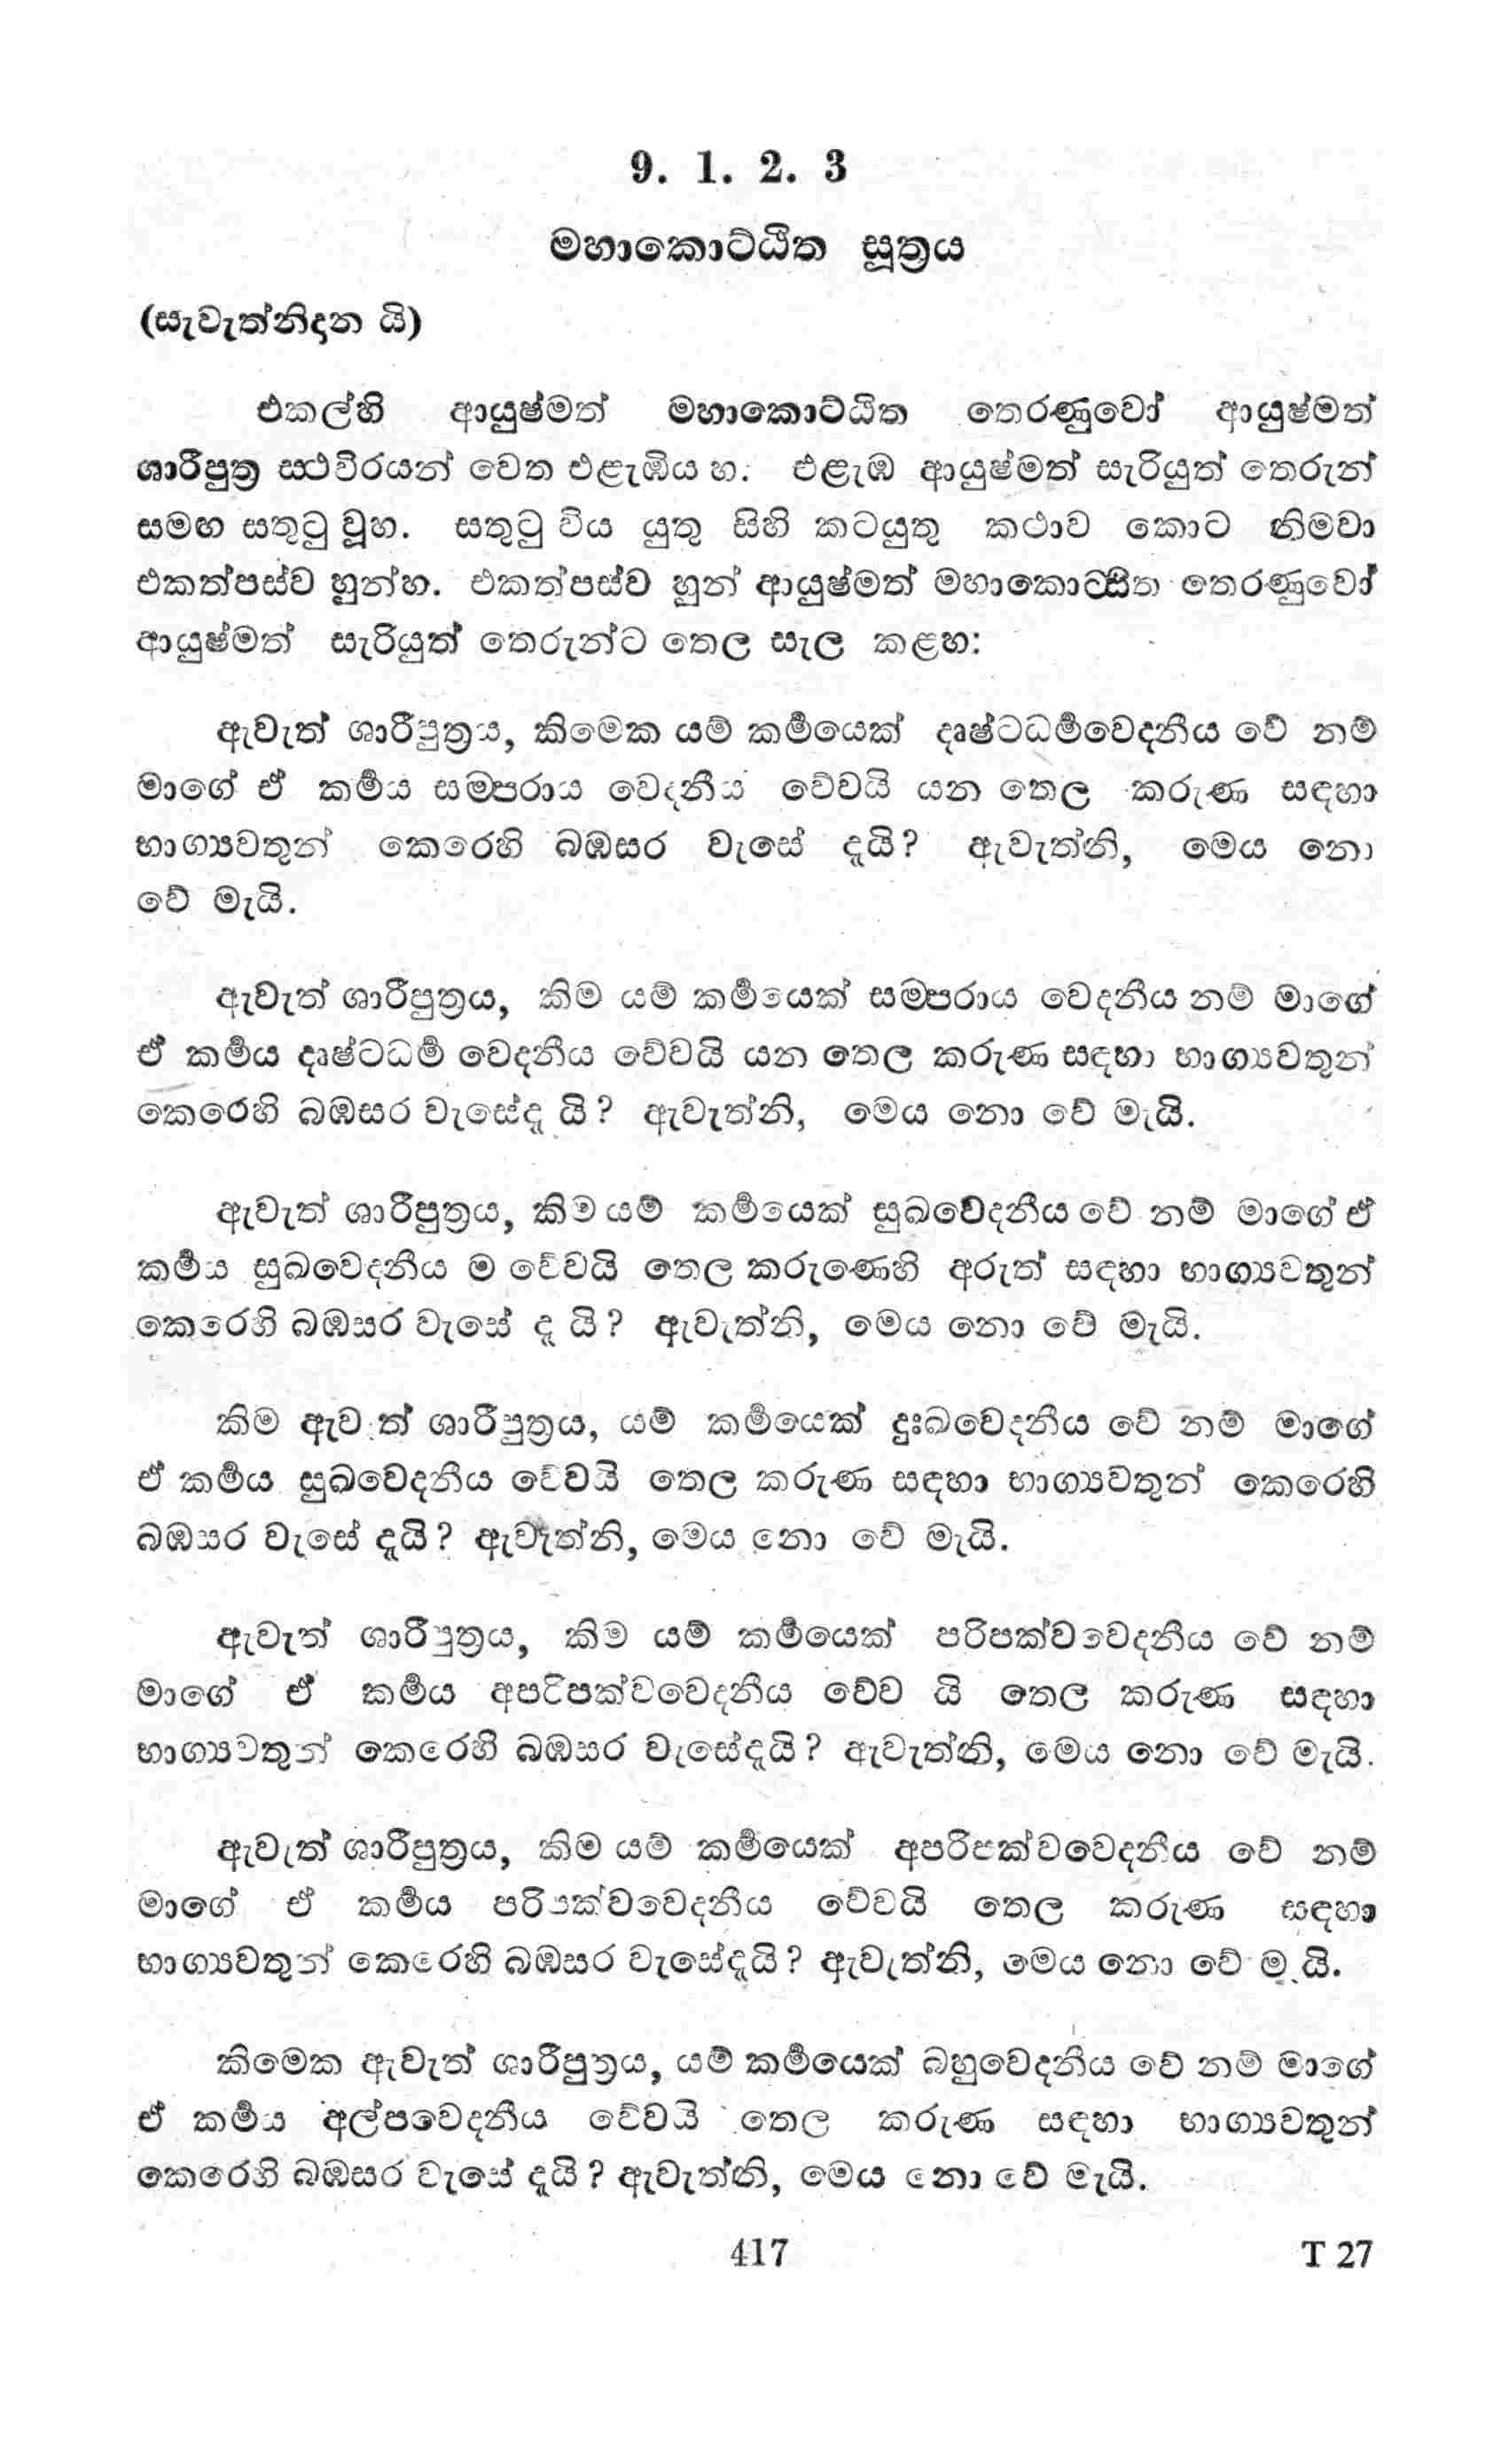 9. 1. 2. 3
මහාකොට්ඨිත සූත්‍රය
(සැවැත්නිදාන යි)
එකල්හි ආයුෂ්මත් මහාකොට්ඨිත තෙරණුවෝ ආයුෂ්මත්
ශාරීපුත්‍ර ස්ථවිරයන් වෙත එළැඹිය හ. එළැඹ ආයුෂ්මත් සැරියුත් තෙරුන්
සමඟ සතුටු වූහ. සතුටු විය යුතු සිහි කටයුතු කථාව කොට නිමවා
එකත්පස්ව හුන්හ. එකත්පස්ව හුන් ආයුෂ්මත් තෙරණුවෝ
ආයුෂ්මත් සැරියුත් තෙරුන්ට තෙල සැල කළහ:
ඇවැත් ශාරීපුත්‍රය, කිමෙක යම් කර්‍මයෙක් දෘෂ්ටධර්‍මවෙදනීය වේ නම්
මාගේ ඒ කර්‍මය සම්පරාය වෙදනීය වේවයි යන තෙල කරුණ සඳහා
භාග්‍යවතුන් කෙරෙහි බඹසර වැසේ දැයි? ඇවැත්නි, මෙය නො
වේ මැයි.
ඇවැත් ශාරීපුත්‍රය, කිම යම් කර්‍මයෙක් සම්පරාය වෙදනීය නම් මාගේ
ඒ කර්‍මය දෘෂ්ටධර්‍ම වෙදනීය වේවයි යන තෙල කරුණ සඳහා භාග්‍යවතුන්
කෙරෙහි බඹසර වැසේදැ යි? ඇවැත්නි, මෙය නො වේ මැයි.
ඇවැත් ශාරීපුත්‍රය, කිම යම් කර්‍මයෙක් සුඛවෙදනීය වේ නම් මාගේ ඒ
කර්‍මය සුඛවෙදනීය ම වේවයි තෙල කරුණෙහි අරුත් සඳහා භාග්‍යවතුන්
කෙරෙහි බඹසර වැසේ දැ යි? ඇවැත්නි, මෙය නො වේ මැයි.
කිම ඇවැත් ශාරීපුත්‍රය, යම් කර්‍මයෙක් දුඃඛවෙදනීය වේ නම් මාගේ
ඒ කර්‍මය සුඛවෙදනීය වේවයි තෙල කරුණ සඳහා භාග්‍යවතුන් කෙරෙහි
බඹසර වැසේ දැයි? ඇවැත්නි, මෙය නො වේ මැයි.
ඇවැත් ශාරීපුත්‍රය, කිම යම් කර්‍මයෙක් පරිපක්වවෙදනීය වේ නම්
මාගේ ඒ කර්‍මය අපරිපක්වවෙදනීය වේව යි තෙල කරුණ සඳහා
භාග්‍යවතුන් කෙරෙහි බඹසර වැසේදැයි? ඇවැත්නි, මෙය නො වේ මැයි.
ඇවැත් ශාරීපුත්‍රය, කිම යම් කර්‍මයෙක් අපරිපක්වවෙදනීය වේ නම්
මාගේ ඒ කර්‍මය පරිපක්වවෙදනීය වේවයි තෙල කරුණ සඳහා
භාග්‍යවතුන් කෙරෙහි බඹසර වැසේදැයි? ඇවැත්නි, මෙය නො වේ මැයි.
කිමෙක ඇවැත් ශාරීපුත්‍රය, යම් කර්‍මයෙක් බහුවෙදනීය වේ නම් මාගේ
ඒ කර්‍මය අල්පවෙදනීය වේවයි තෙල කරුණ සඳහා භාග්‍යවතුන්
කෙරෙහි බඹසර වැසේ දැයි? ඇවැත්නි, මෙය නො වේ මැයි.
417
T 27